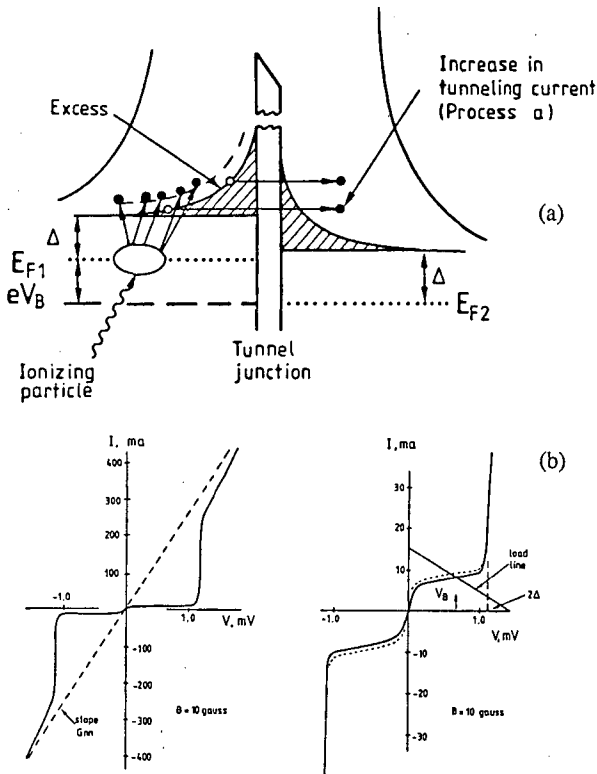 Increase in
tunneling current
(Process a)
Excess
(a)
Δ
E_F1
eV_B
Δ
E_F2
Ionizing
particle
Tunnel
junction
(b)
I, ma
400
300
200
100
-1.0
1.0
V, mV
-100
-200
-300
-400
slope
Gnn
B = 10 gauss
I, ma
30
20
10
load
line
V_B
2Δ
-1.0
1.0
V, mV
-10
-20
-30
B = 10 gauss